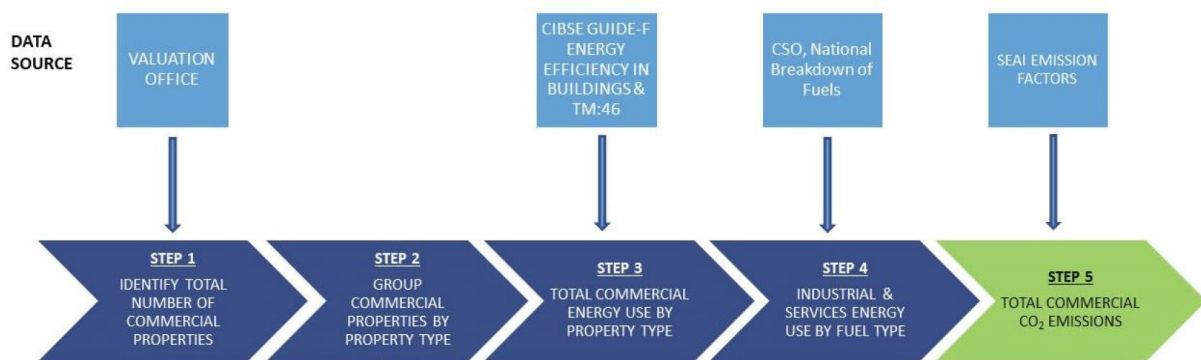 DATA
SOURCE
VALUATION
OFFICE
CIBSE GUIDE-F
ENERGY
EFFICIENCY IN
BUILDINGS &
TM:46
CSO, National
Breakdown of
Fuels
SEAI EMISSION
FACTORS
STEP 1
IDENTIFY TOTAL
NUMBER OF
COMMERCIAL
PROPERTIES
STEP 2
GROUP
COMMERCIAL
PROPERTIES BY
PROPERTY TYPE
STEP 3
TOTAL COMMERCIAL
ENERGY USE BY
PROPERTY TYPE
STEP 4
INDUSTRIAL &
SERVICES ENERGY
USE BY FUEL TYPE
STEP 5
TOTAL COMMERCIAL
CO₂ EMISSIONS